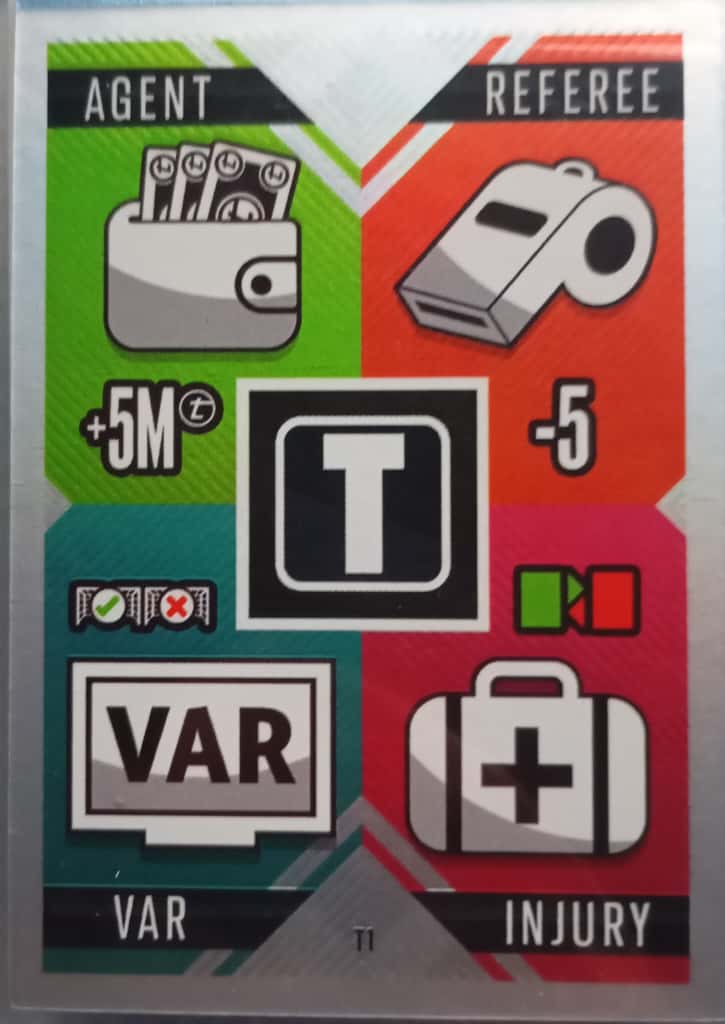 AGENT
REFEREE
+5M t
-5
T
VAR
VAR
INJURY
T1